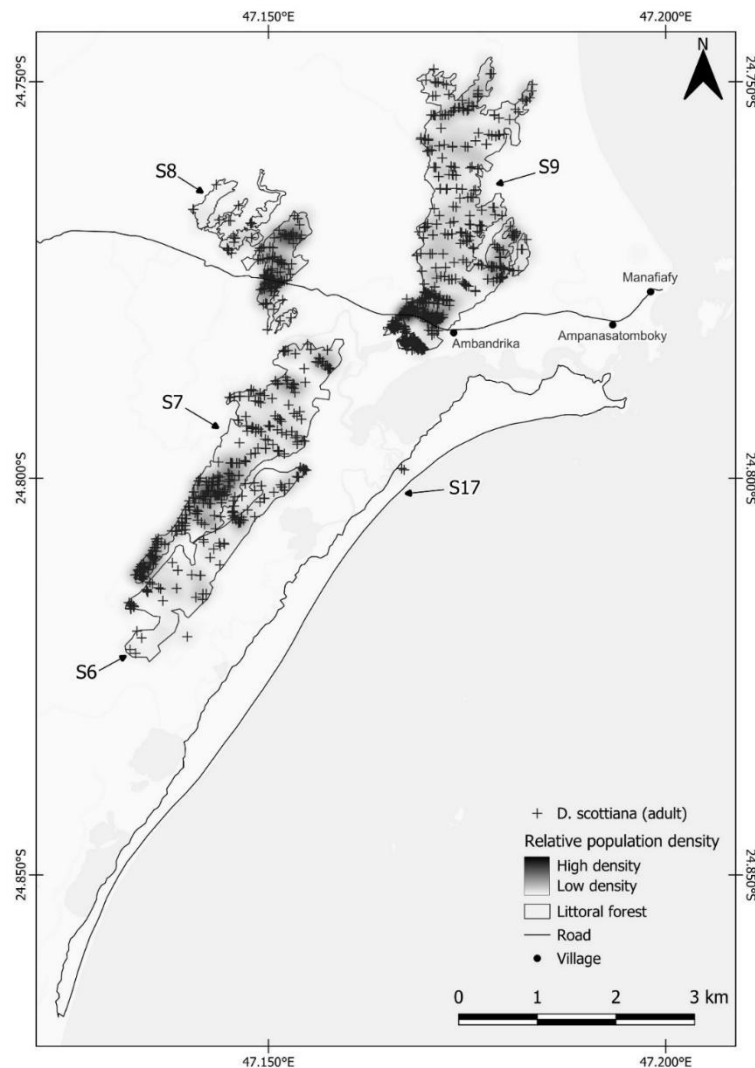 47.150°E 47.200°E
24.750°S 24.750°S
N
S8
S9
Manafiafy
Ambandrika
Ampanasatomboky
S7
24.800°S 24.800°S
S17
S6
D. scottiana (adult)
Relative population density
High density
Low density
Littoral forest
Road
Village
24.850°S 24.850°S
0 1 2 3 km
47.150°E 47.200°E